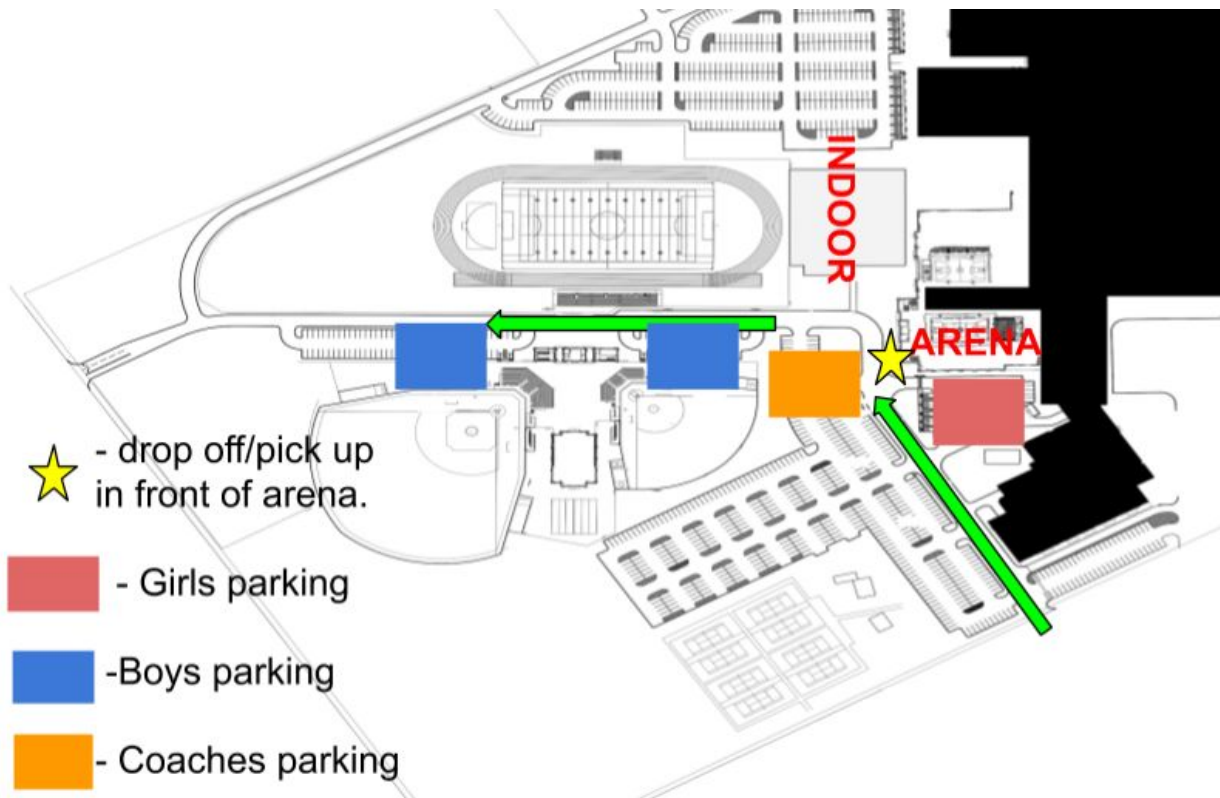 INDOOR
ARENA
- drop off/pick up
in front of arena.
- Girls parking
-Boys parking
- Coaches parking